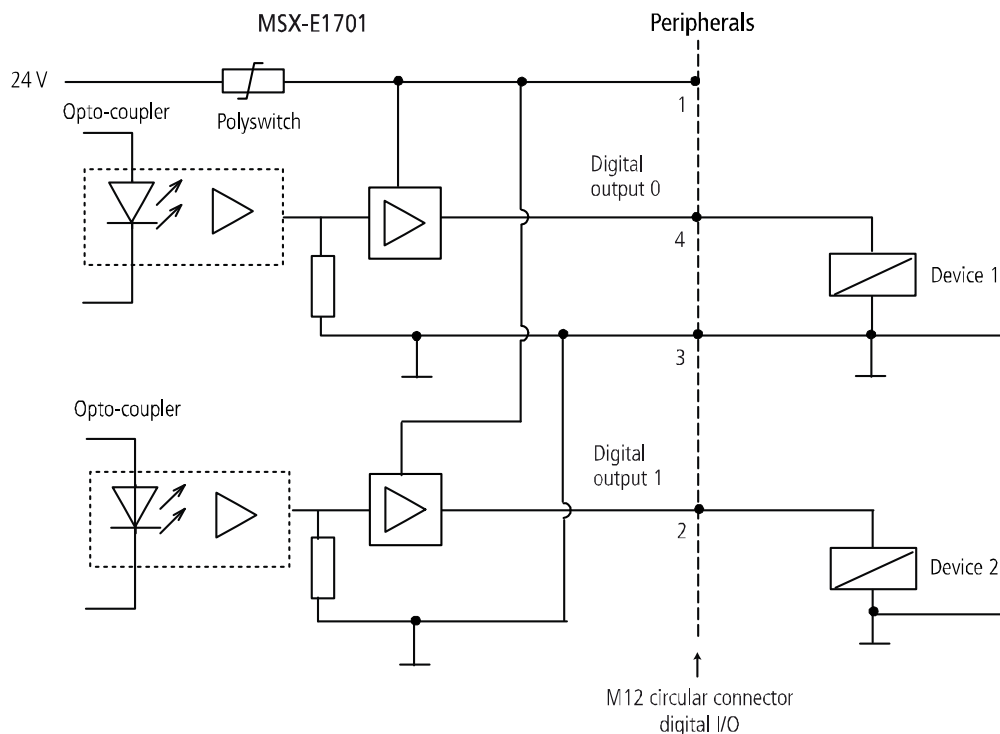 MSX-E1701
Peripherals
24 V
1
Opto-coupler
Polyswitch
Digital
output 0
4
Device 1
3
Opto-coupler
Digital
output 1
2
Device 2
M12 circular connector
digital I/O